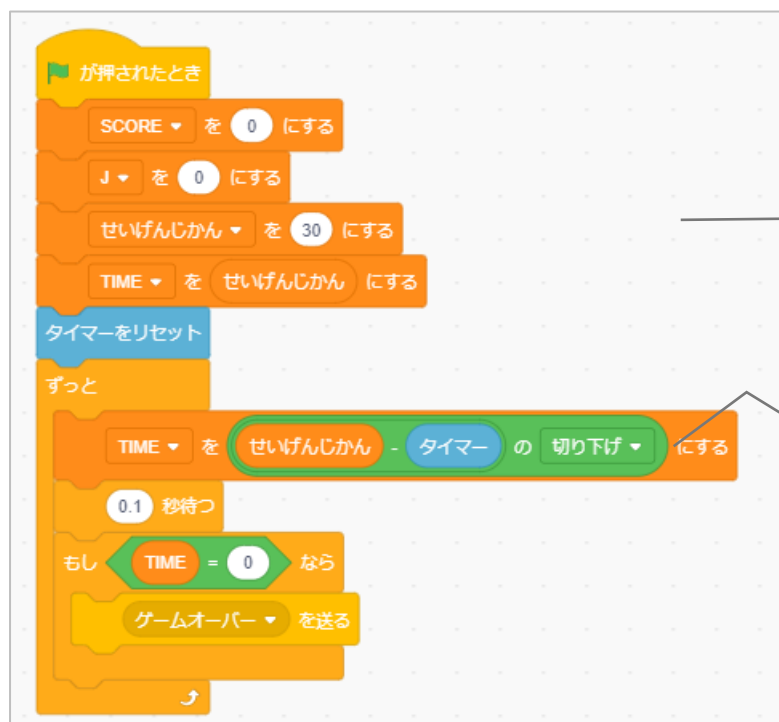 が押されたとき
SCORE を 0 にする
J を 0 にする
せいげんじかん を 30 にする
TIME を せいげんじかん にする
タイマーをリセット
ずっと
TIME を せいげんじかん - タイマー の 切り下げ にする
0.1 秒待つ
もし TIME = 0 なら
ゲームオーバー を送る